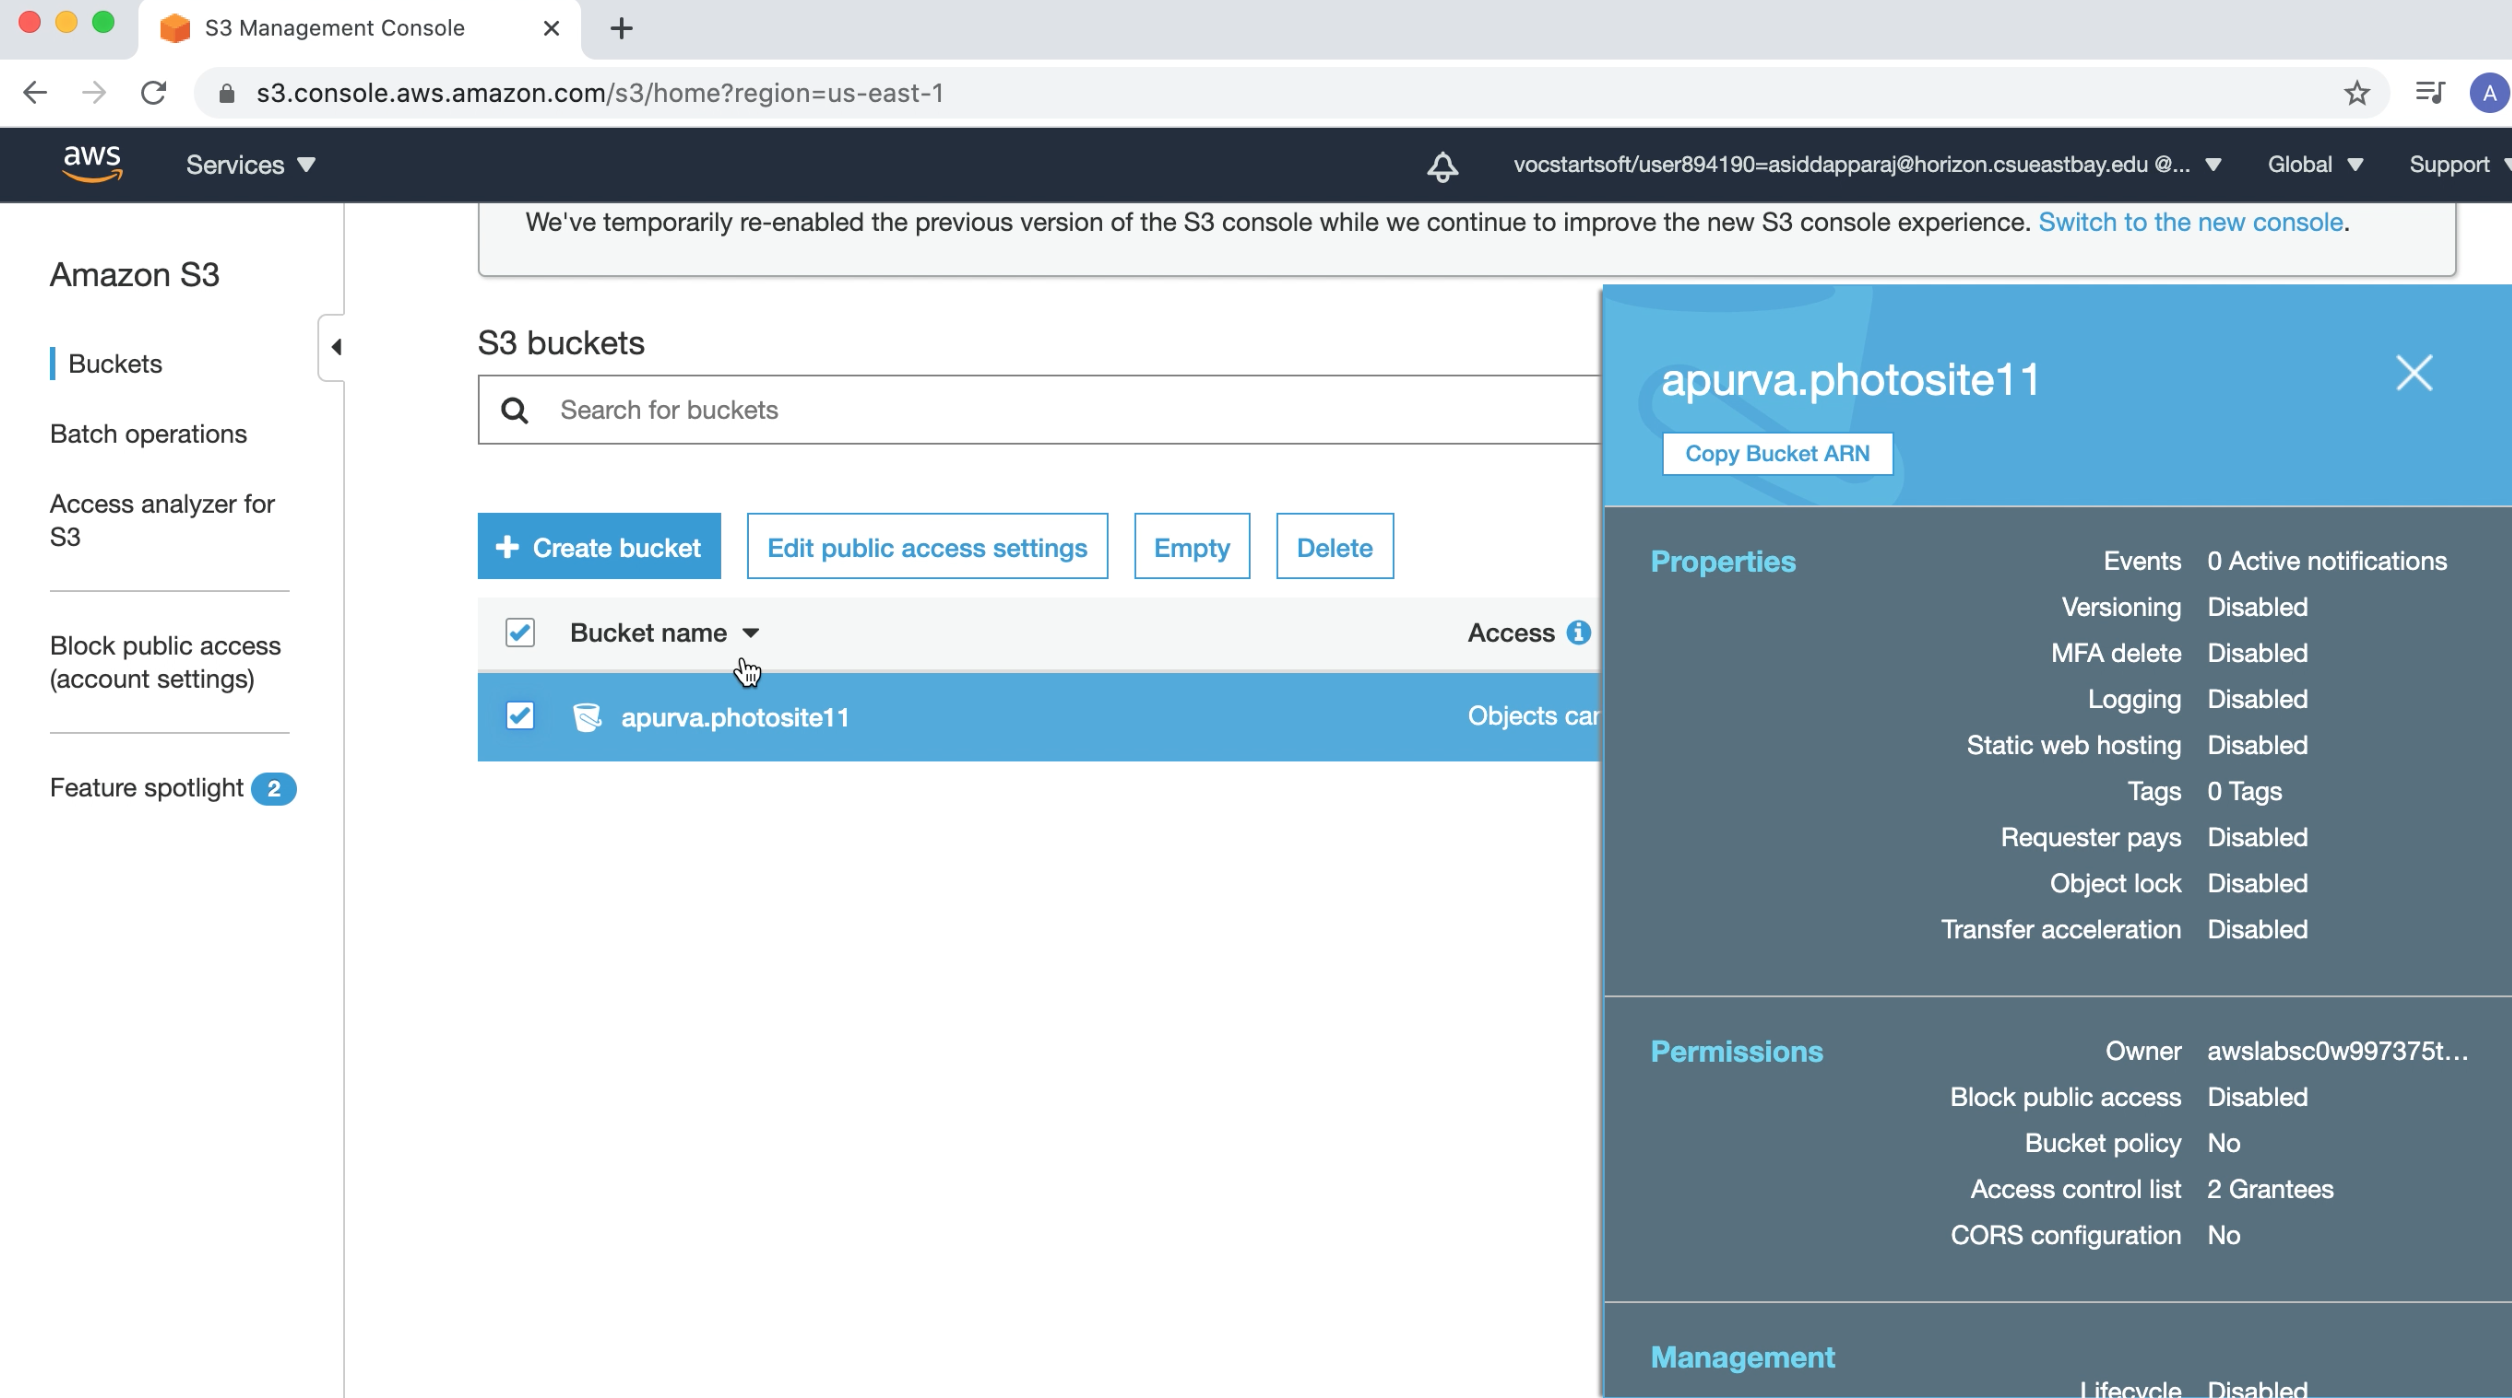 S3 Management Console
s3.console.aws.amazon.com/s3/home?region=us-east-1
A
aws
Services
vocstartsoft/user894190=asiddapparaj@horizon.csueastbay.edu @...
Global
Support
We've temporarily re-enabled the previous version of the S3 console while we continue to improve the new S3 console experience. Switch to the new console.
Amazon S3
Buckets
Batch operations
Access analyzer for
S3
Block public access
(account settings)
Feature spotlight 2
S3 buckets
Search for buckets
+ Create bucket
Edit public access settings
Empty
Delete
Bucket name
Access
apurva.photosite11
Objects can
apurva.photosite11
Copy Bucket ARN
Properties
Events 0 Active notifications
Versioning Disabled
MFA delete Disabled
Logging Disabled
Static web hosting Disabled
Tags 0 Tags
Requester pays Disabled
Object lock Disabled
Transfer acceleration Disabled
Permissions
Owner awslabsc0w997375t...
Block public access Disabled
Bucket policy No
Access control list 2 Grantees
CORS configuration No
Management
Lifecycle Disabled